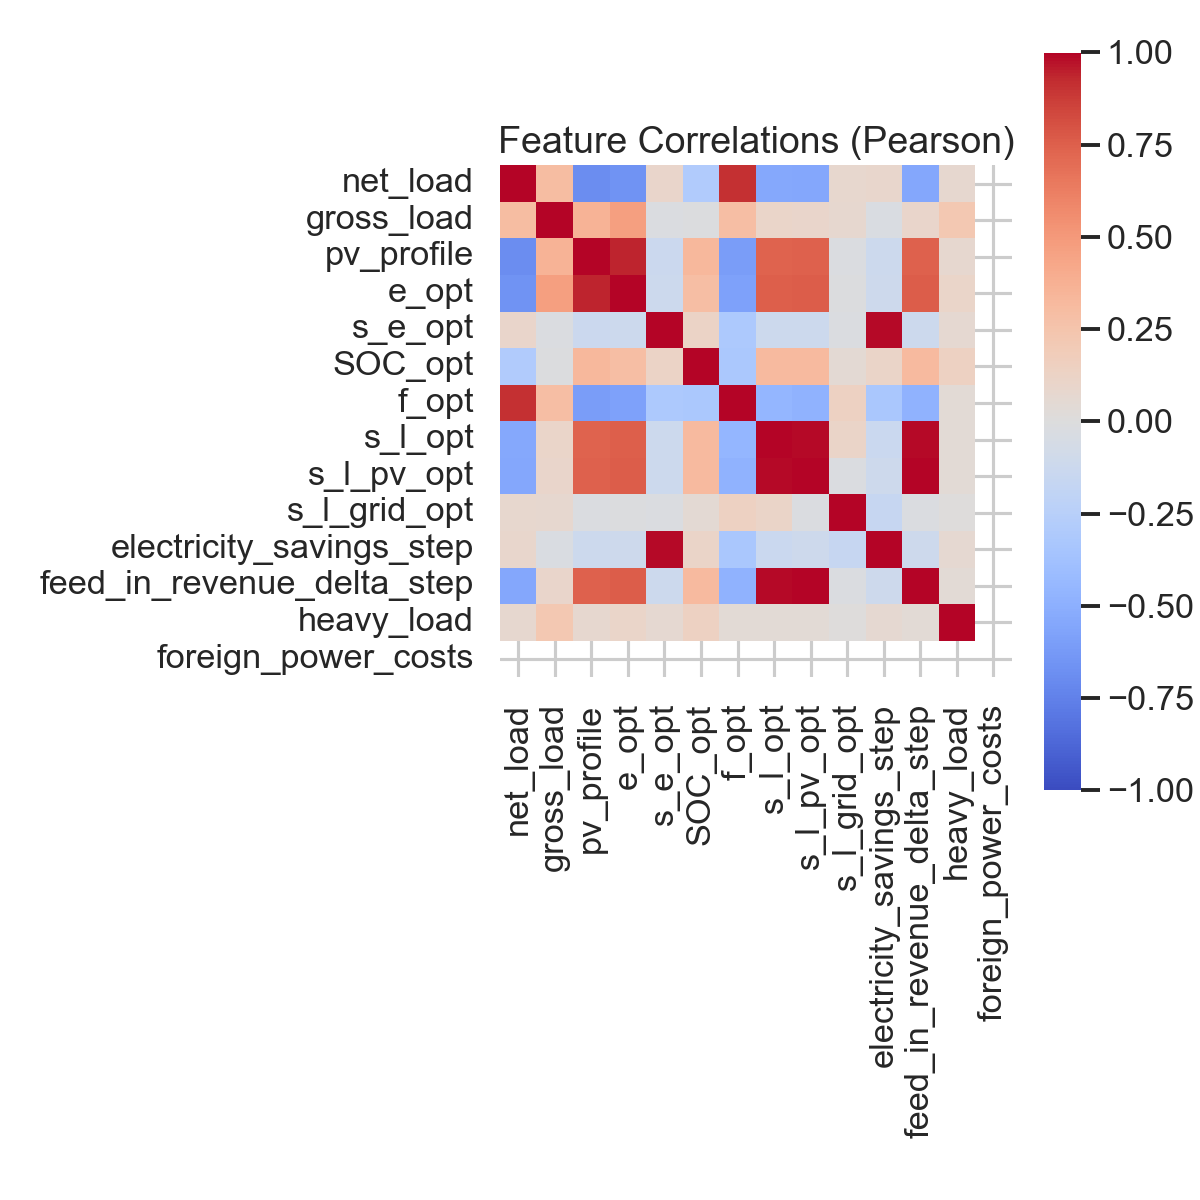 Feature Correlations (Pearson)
net_load
gross_load
pv_profile
e_opt
s_e_opt
SOC_opt
f_opt
s_l_opt
s_l_pv_opt
s_l_grid_opt
electricity_savings_step
feed_in_revenue_delta_step
heavy_load
foreign_power_costs
net_load
gross_load
pv_profile
e_opt
s_e_opt
SOC_opt
f_opt
s_l_opt
s_l_pv_opt
s_l_grid_opt
electricity_savings_step
feed_in_revenue_delta_step
heavy_load
foreign_power_costs
1.00
0.75
0.50
0.25
0.00
−0.25
−0.50
−0.75
−1.00